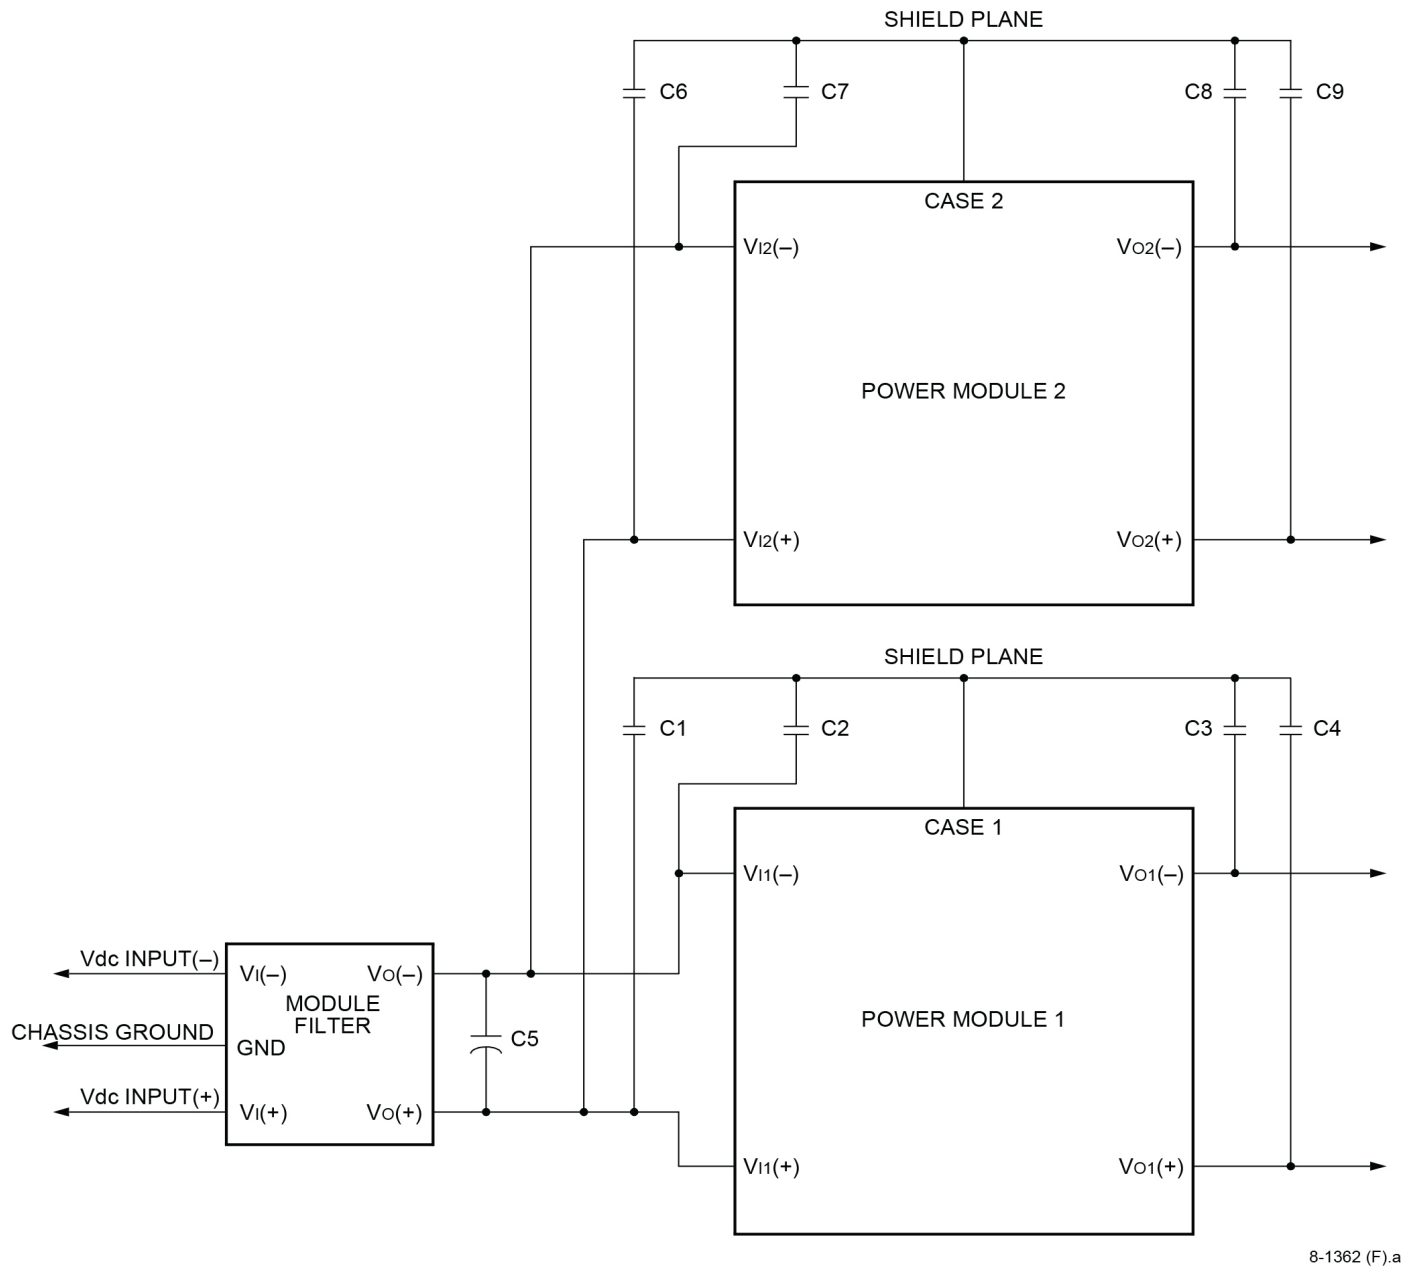 SHIELD PLANE
C6
C7
C8
C9
CASE 2
VI2(–)
VO2(–)
POWER MODULE 2
VI2(+)
VO2(+)
SHIELD PLANE
C1
C2
C3
C4
CASE 1
VI1(–)
VO1(–)
Vdc INPUT(–)
VI(–)
VO(–)
MODULE
FILTER
CHASSIS GROUND
GND
C5
POWER MODULE 1
Vdc INPUT(+)
VI(+)
VO(+)
VI1(+)
VO1(+)
8-1362 (F).a